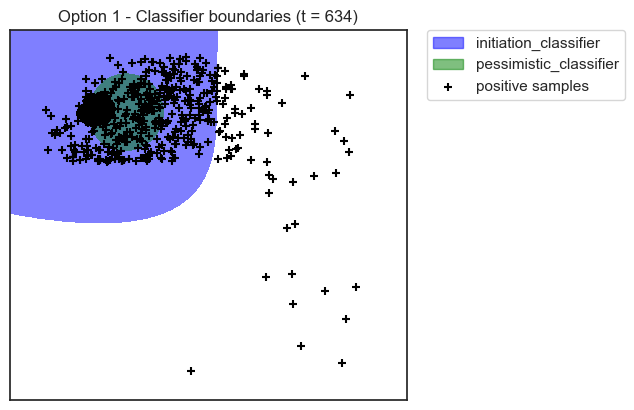 Option 1 - Classifier boundaries (t = 634)
initiation_classifier
pessimistic_classifier
positive samples